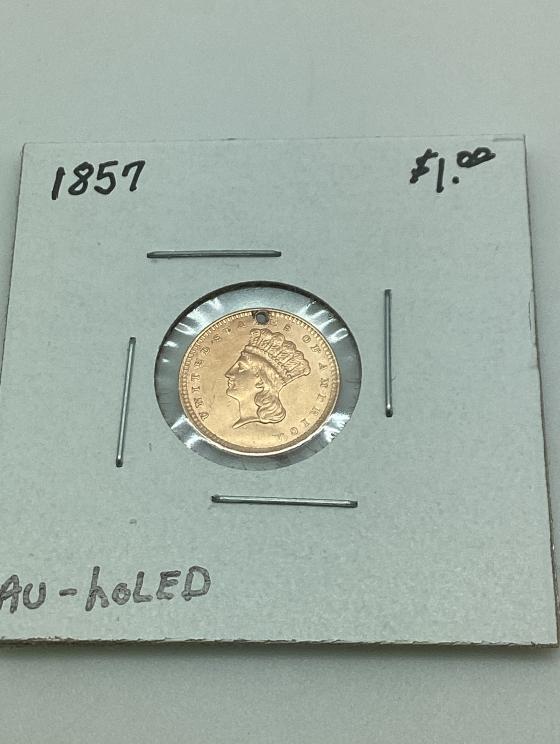 1857 $1.00
UNITED STATES OF AMERICA
AU-hOLED